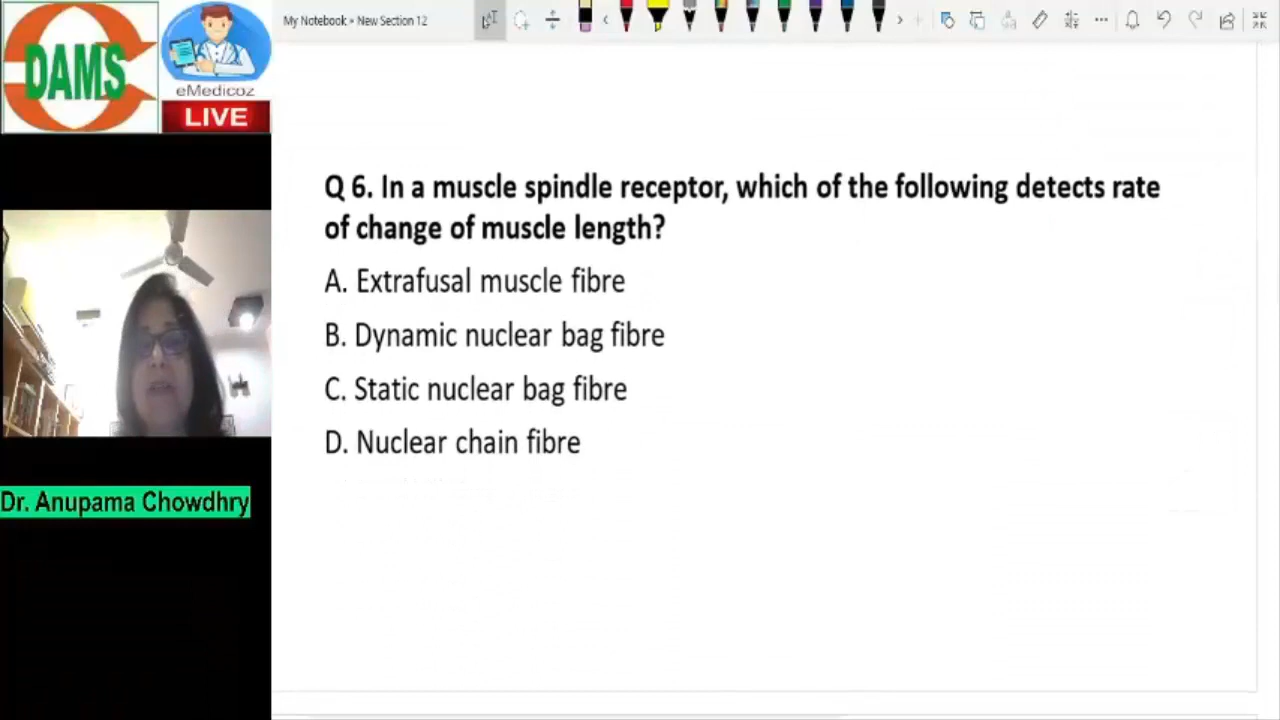 DAMS
eMedicoz
LIVE
My Notebook » New Section 12
Q 6. In a muscle spindle receptor, which of the following detects rate
of change of muscle length?
A. Extrafusal muscle fibre
B. Dynamic nuclear bag fibre
C. Static nuclear bag fibre
D. Nuclear chain fibre
Dr. Anupama Chowdhry